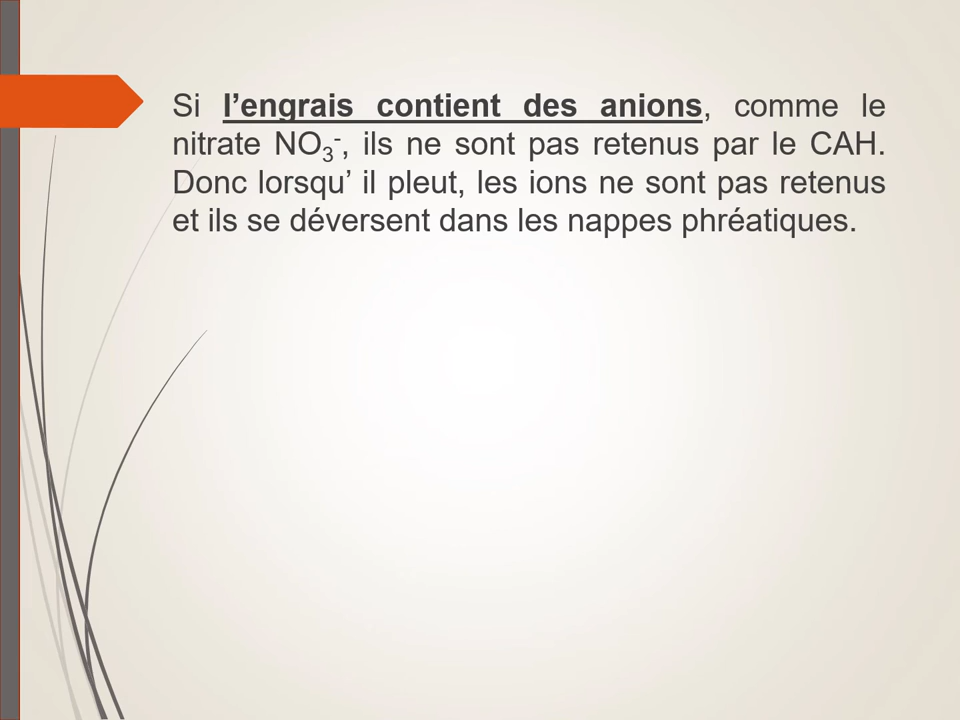 Si l’engrais contient des anions, comme le
nitrate NO₃⁻, ils ne sont pas retenus par le CAH.
Donc lorsqu’ il pleut, les ions ne sont pas retenus
et ils se déversent dans les nappes phréatiques.